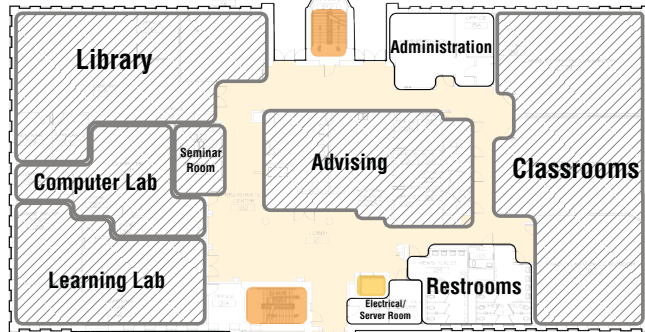 Library
Administration
Seminar
Room
Advising
Classrooms
Computer Lab
Learning Lab
Restrooms
Electrical/
Server Room